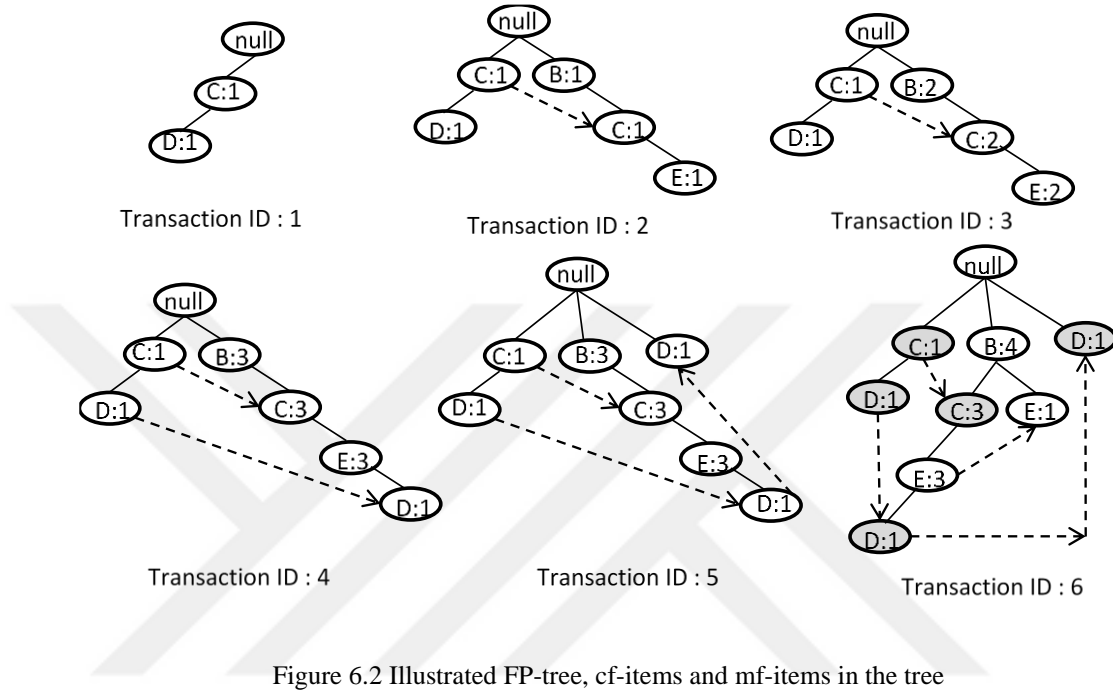 null
C:1
D:1
Transaction ID : 1
null
C:1 B:1
D:1 C:1
E:1
Transaction ID : 2
null
C:1 B:2
D:1 C:2
E:2
Transaction ID : 3
null
C:1 B:3
D:1 C:3
E:3
D:1
Transaction ID : 4
null
C:1 B:3 D:1
D:1 C:3
E:3
D:1
Transaction ID : 5
null
C:1 B:4 D:1
D:1 C:3 E:1
E:3
D:1
Transaction ID : 6
Figure 6.2 Illustrated FP-tree, cf-items and mf-items in the tree